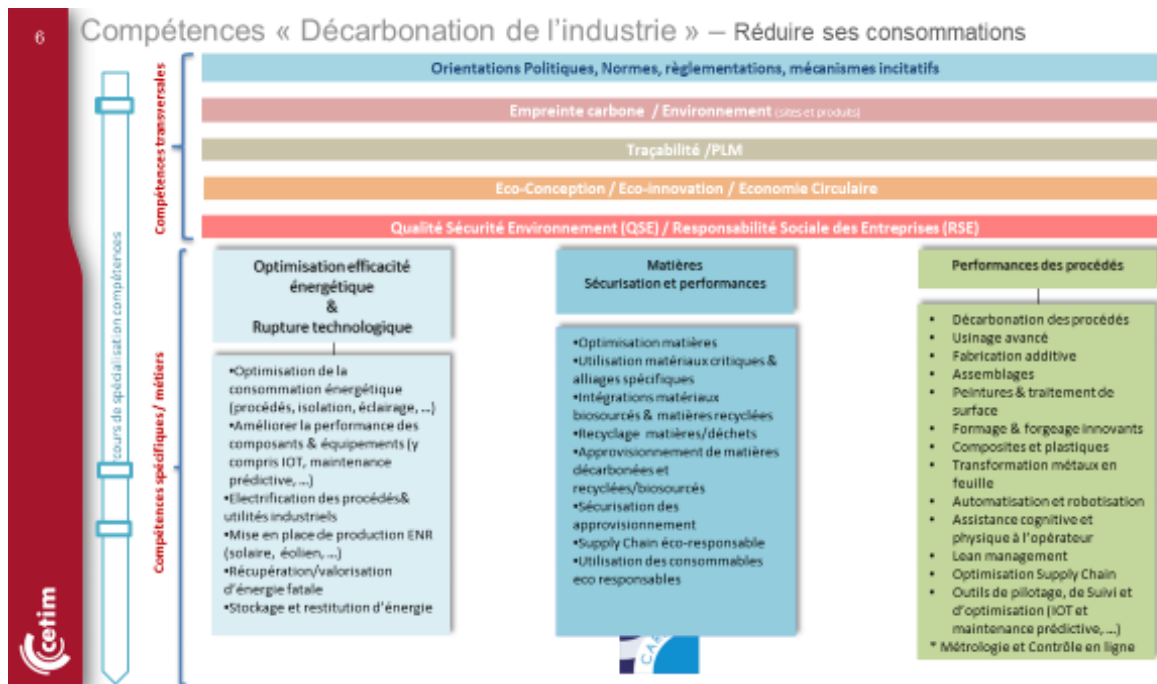 6
Compétences « Décarbonation de l'industrie » – Réduire ses consommations
cours de spécialisation compétences
Compétences transversales
Orientations Politiques, Normes, règlementations, mécanismes incitatifs
Empreinte carbone / Environnement (sites et produits)
Traçabilité /PLM
Eco-Conception / Eco-innovation / Economie Circulaire
Qualité Sécurité Environnement (QSE) / Responsabilité Sociale des Entreprises (RSE)
Compétences spécifiques/ métiers
Optimisation efficacité
énergétique
&
Rupture technologique
•Optimisation de la
consommation énergétique
(procédés, isolation, éclairage, ...)
•Améliorer la performance des
composants & équipements (y
compris IOT, maintenance
prédictive, ...)
•Electrification des procédés&
utilités industriels
•Mise en place de production ENR
(solaire, éolien, ...)
•Récupération/valorisation
d'énergie fatale
•Stockage et restitution d'énergie
Matières
Sécurisation et performances
•Optimisation matières
•Utilisation matériaux critiques &
alliages spécifiques
•Intégrations matériaux
biosourcés & matières recyclées
•Recyclage matières/déchets
•Approvisionnement de matières
décarbonées et
recyclées/biosourcés
•Sécurisation des
approvisionnement
•Supply Chain éco-responsable
•Utilisation des consommables
eco responsables
Performances des procédés
• Décarbonation des procédés
• Usinage avancé
• Fabrication additive
• Assemblages
• Peintures & traitement de
surface
• Formage & forgeage innovants
• Composites et plastiques
• Transformation métaux en
feuille
• Automatisation et robotisation
• Assistance cognitive et
physique à l'opérateur
• Lean management
• Optimisation Supply Chain
• Outils de pilotage, de Suivi et
d'optimisation (IOT et
maintenance prédictive, ...)
* Métrologie et Contrôle en ligne
cetim